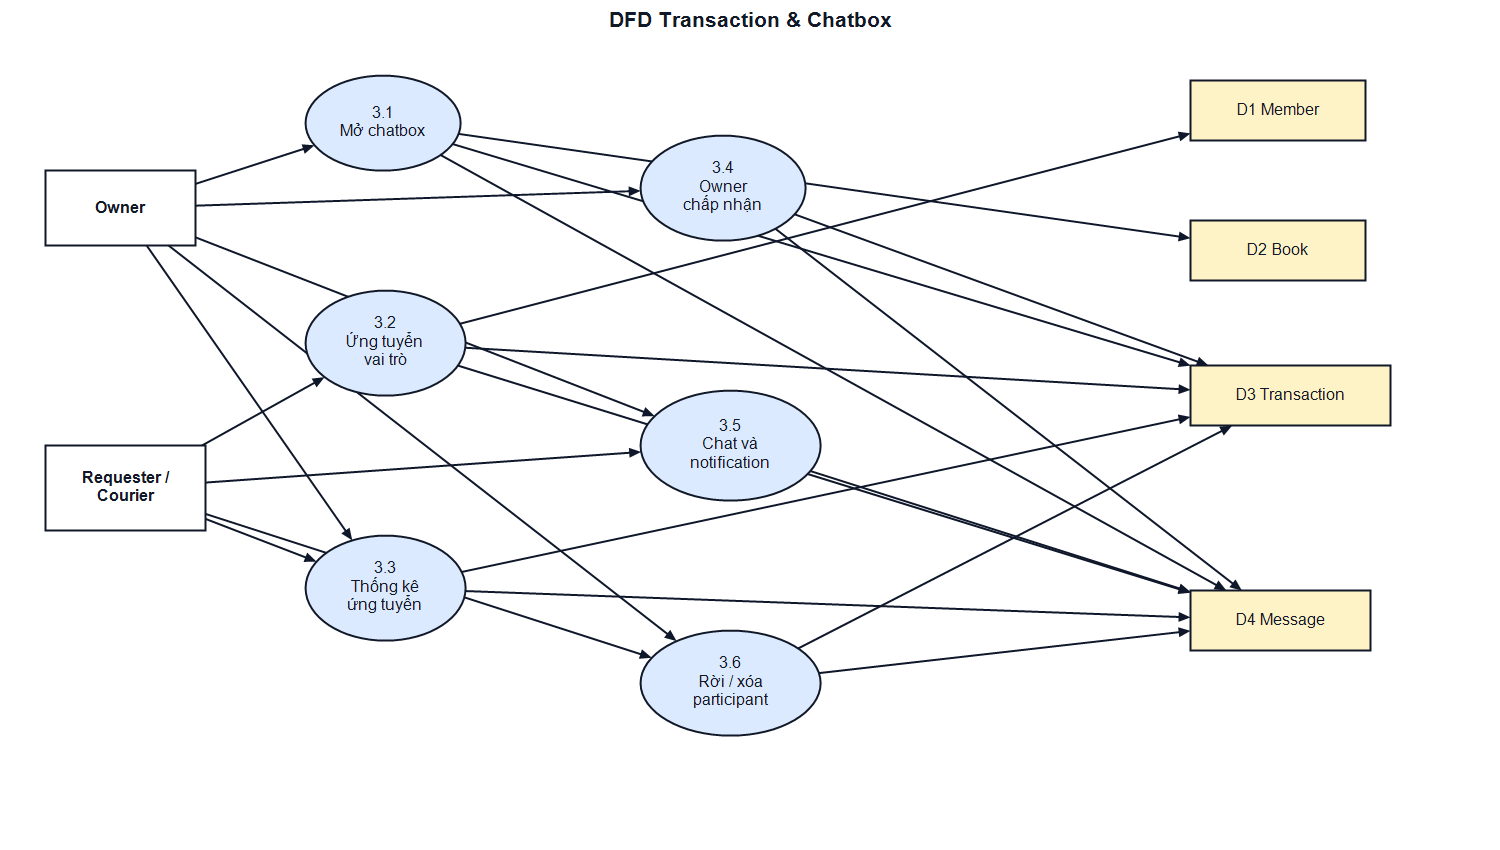 DFD Transaction & Chatbox
Owner
Requester /
Courier
3.1
Mở chatbox
3.2
Ứng tuyển
vai trò
3.3
Thống kê
ứng tuyển
3.4
Owner
chấp nhận
3.5
Chat và
notification
3.6
Rời / xóa
participant
D1 Member
D2 Book
D3 Transaction
D4 Message